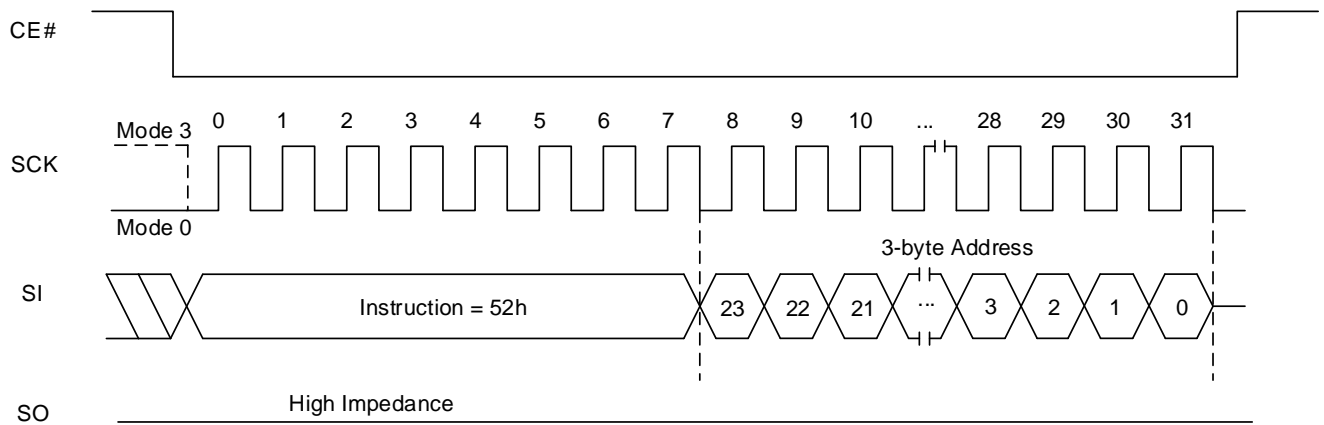 CE#
0 1 2 3 4 5 6 7 8 9 10 ... 28 29 30 31
Mode 3
SCK
Mode 0
3-byte Address
SI
Instruction = 52h 23 22 21 ... 3 2 1 0
High Impedance
SO